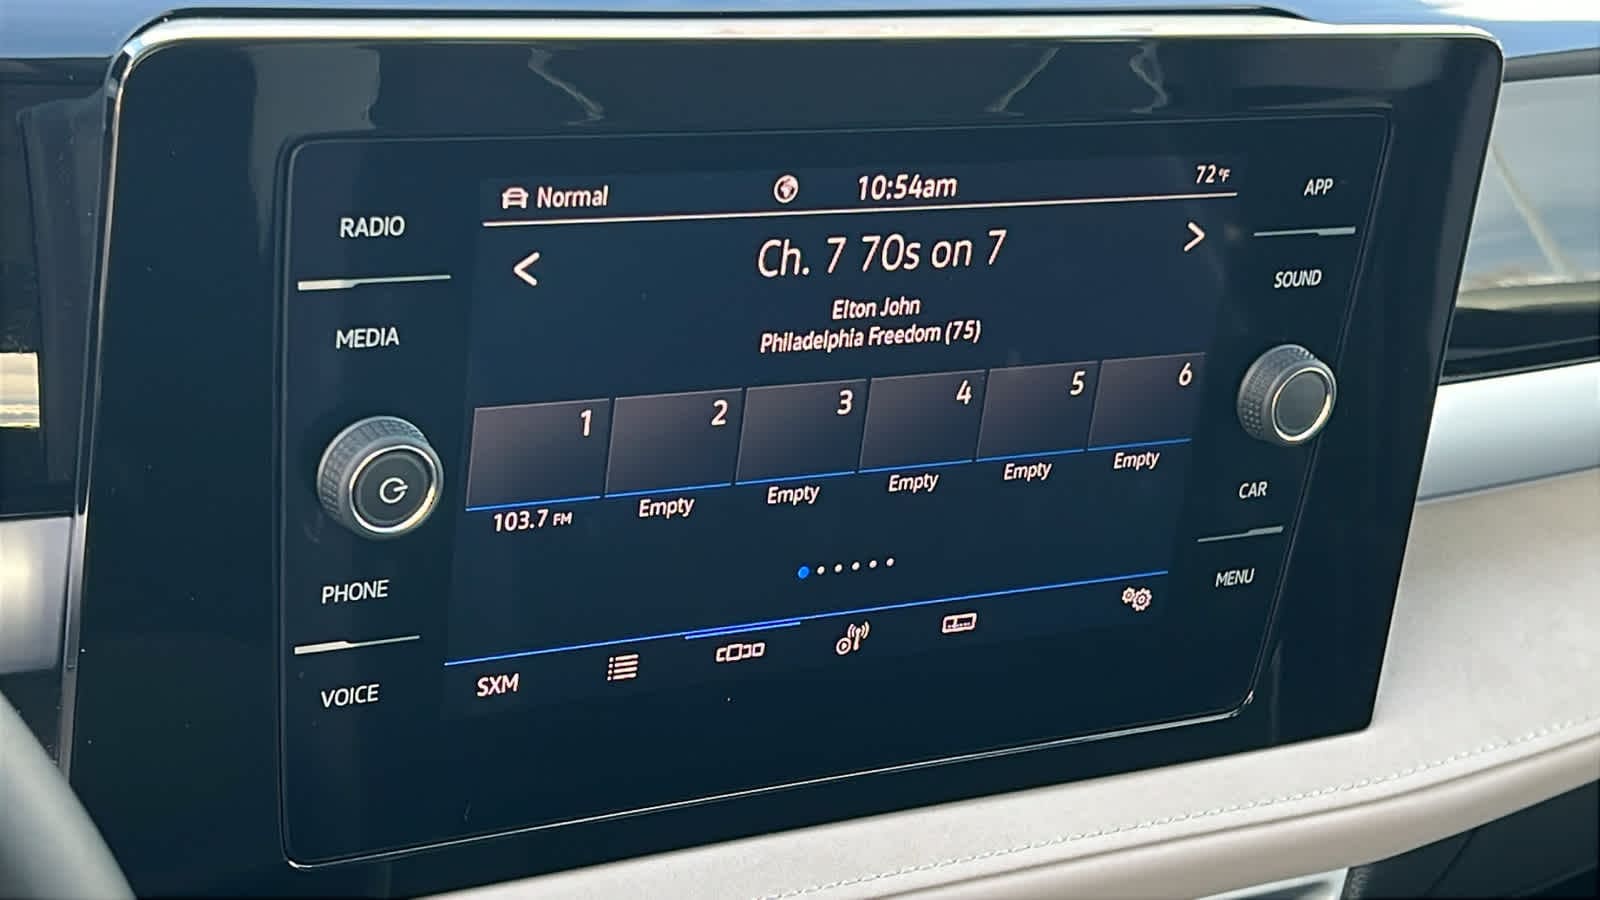 Normal
10:54am
72°F
RADIO
MEDIA
PHONE
VOICE
< Ch. 7 70s on 7 >
Elton John
Philadelphia Freedom (75)
1
2
3
4
5
6
103.7 FM
Empty
Empty
Empty
Empty
Empty
SXM
APP
SOUND
CAR
MENU